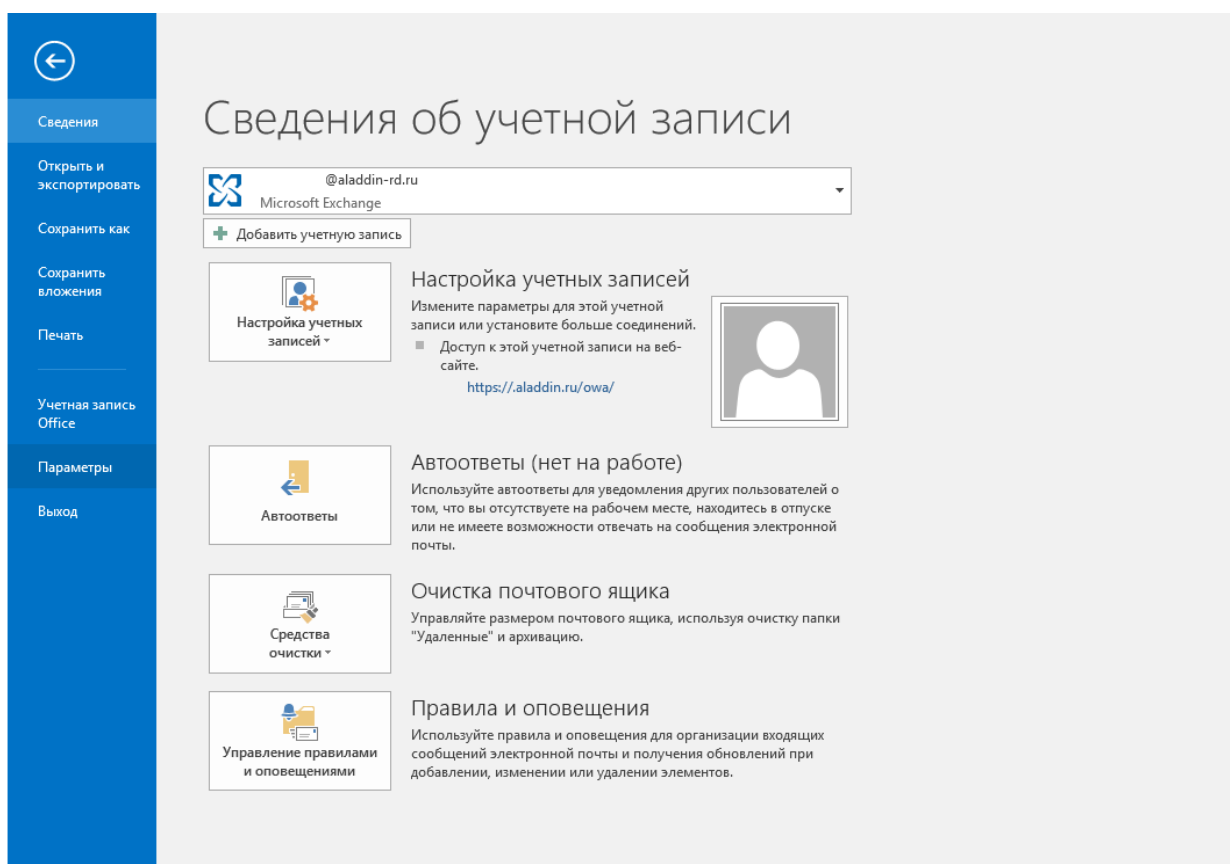 Сведения
Открыть и
экспортировать
Сохранить как
Сохранить
вложения
Печать
Учетная запись
Office
Параметры
Выход
Сведения об учетной записи
@aladdin-rd.ru
Microsoft Exchange
Добавить учетную запись
Настройка учетных
записей
Настройка учетных записей
Измените параметры для этой учетной
записи или установите больше соединений.
Доступ к этой учетной записи на веб-
сайте.
https://.aladdin.ru/owa/
Автоответы
Автоответы (нет на работе)
Используйте автоответы для уведомления других пользователей о
том, что вы отсутствуете на рабочем месте, находитесь в отпуске
или не имеете возможности отвечать на сообщения электронной
почты.
Средства
очистки
Очистка почтового ящика
Управляйте размером почтового ящика, используя очистку папки
"Удаленные" и архивацию.
Управление правилами
и оповещениями
Правила и оповещения
Используйте правила и оповещения для организации входящих
сообщений электронной почты и получения обновлений при
добавлении, изменении или удалении элементов.